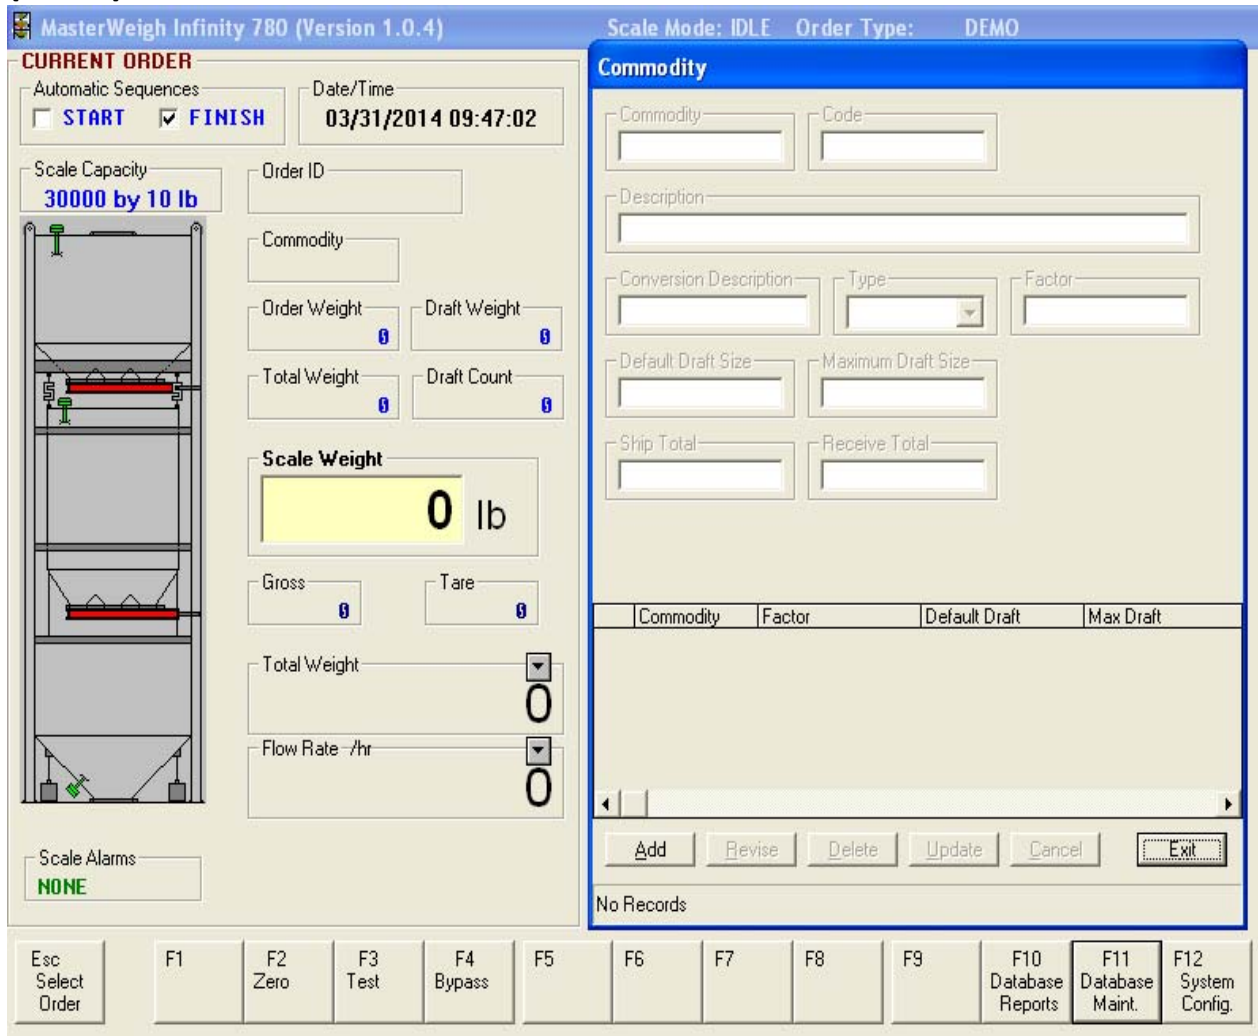 MasterWeigh Infinity 780 (Version 1.0.4) Scale Mode: IDLE Order Type: DEMO
CURRENT ORDER
Automatic Sequences
START FINISH
Date/Time
03/31/2014 09:47:02
Scale Capacity
30000 by 10 lb
Order ID
Commodity
Order Weight
0
Draft Weight
0
Total Weight
0
Draft Count
0
Scale Weight
0 lb
Gross
0
Tare
0
Total Weight
0
Flow Rate /hr
0
Scale Alarms
NONE
Commodity
Commodity Code
Description
Conversion Description Type Factor
Default Draft Size Maximum Draft Size
Ship Total Receive Total
Commodity Factor Default Draft Max Draft
Add Revise Delete Update Cancel Exit
No Records
Esc
Select
Order
F1
F2
Zero
F3
Test
F4
Bypass
F5
F6
F7
F8
F9
F10
Database
Reports
F11
Database
Maint.
F12
System
Config.